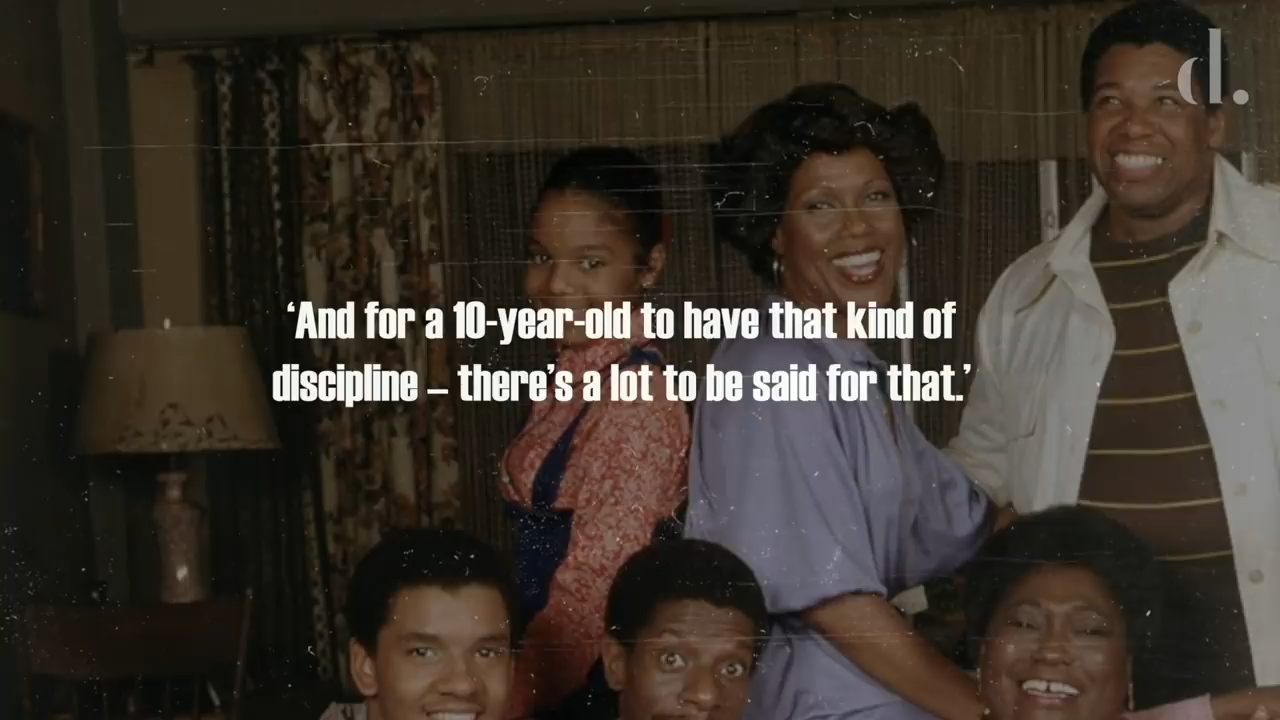 d.
‘And for a 10-year-old to have that kind of
discipline – there’s a lot to be said for that.’